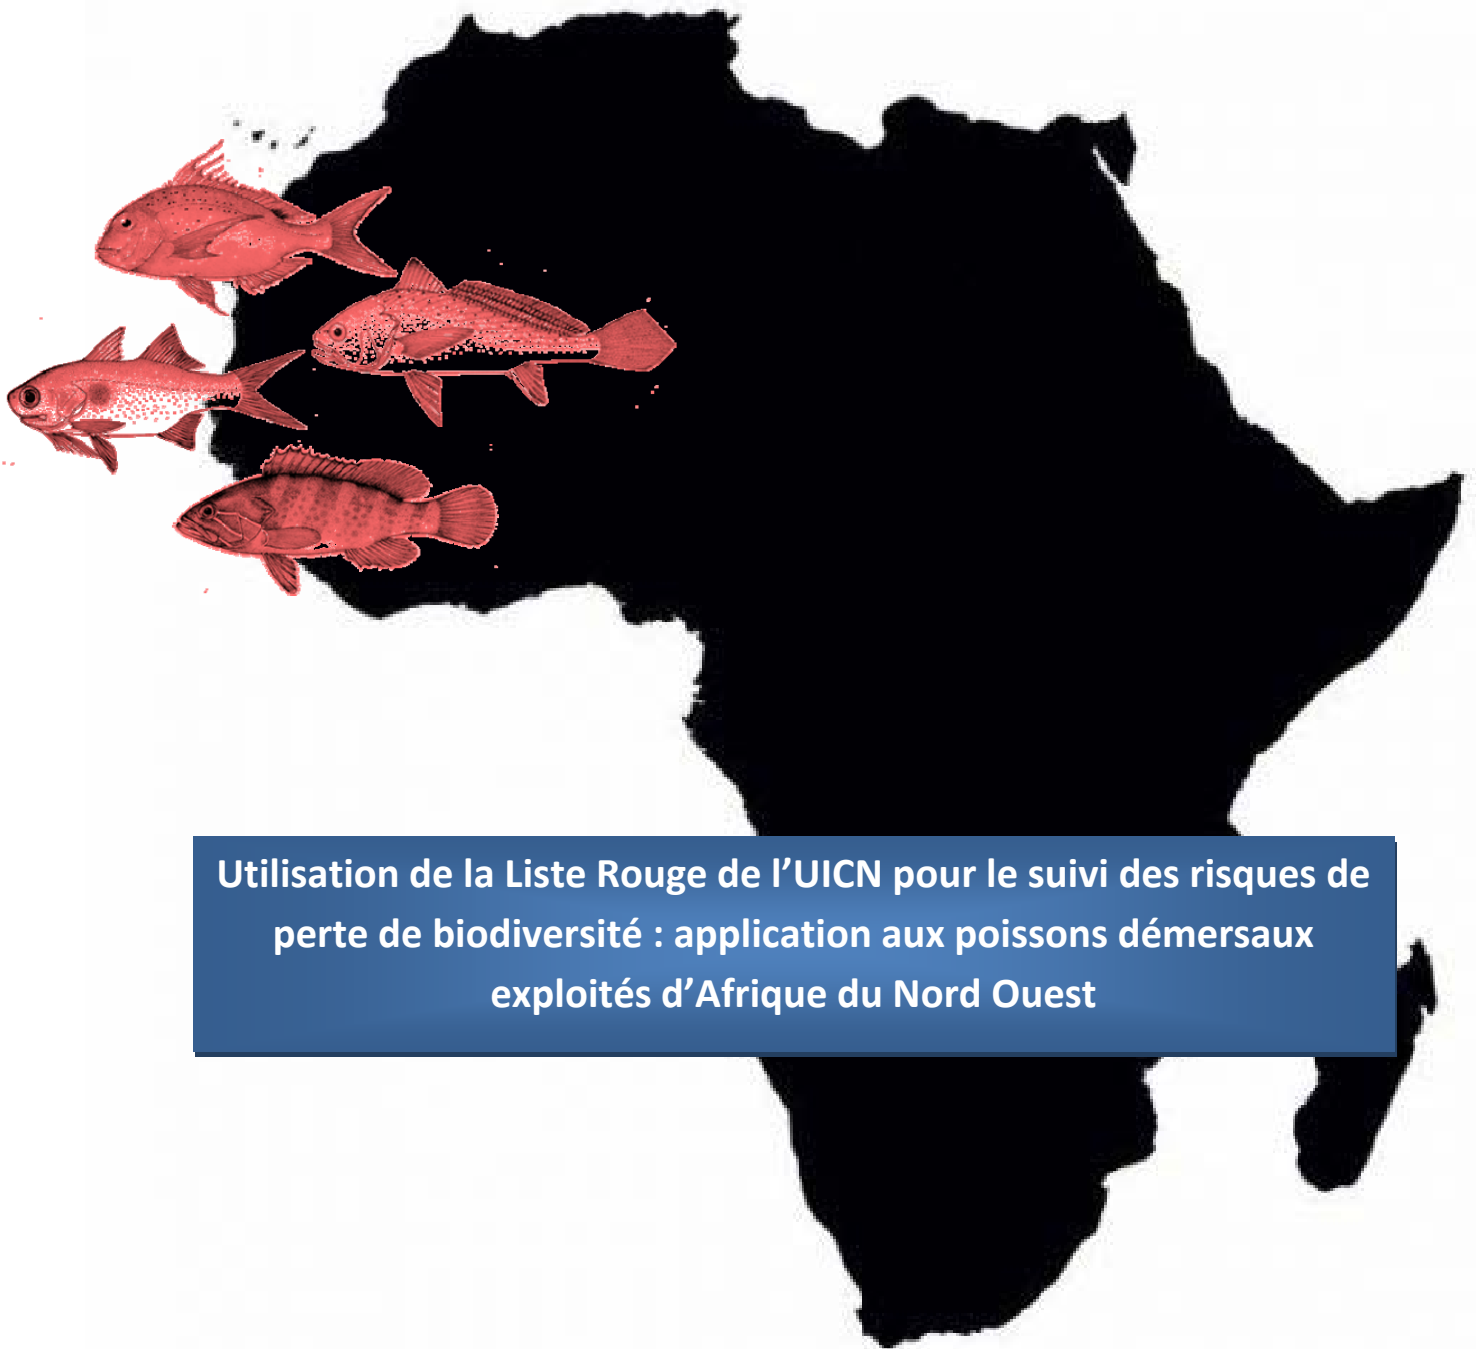 Utilisation de la Liste Rouge de l’UICN pour le suivi des risques de
perte de biodiversité : application aux poissons démersaux
exploités d’Afrique du Nord Ouest